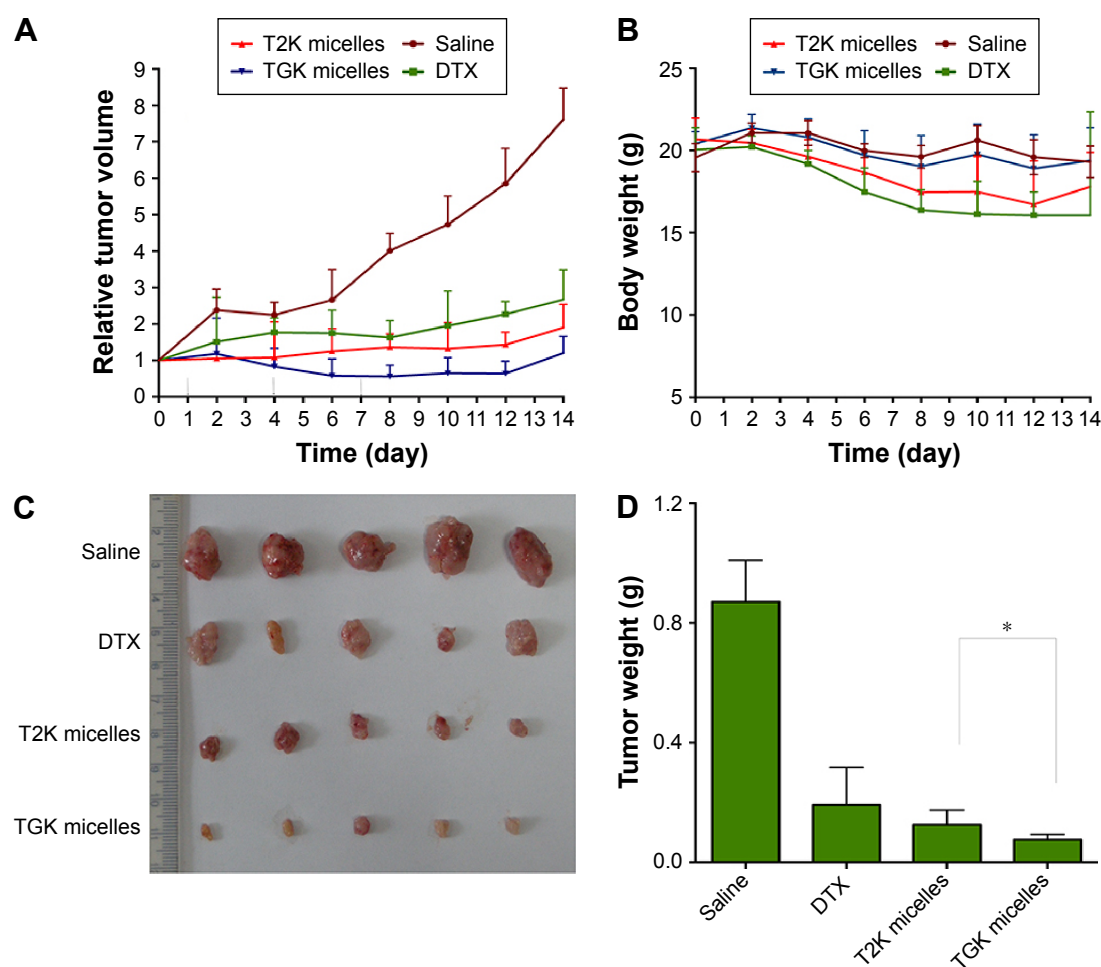 A
T2K micelles
Saline
TGK micelles
DTX
Relative tumor volume
9
8
7
6
5
4
3
2
1
0
0 1 2 3 4 5 6 7 8 9 10 11 12 13 14
Time (day)
B
T2K micelles
Saline
TGK micelles
DTX
Body weight (g)
25
20
15
10
5
0 1 2 3 4 5 6 7 8 9 10 11 12 13 14
Time (day)
C
Saline
DTX
T2K micelles
TGK micelles
D
Tumor weight (g)
1.2
0.8
0.4
0.0
*
Saline
DTX
T2K micelles
TGK micelles